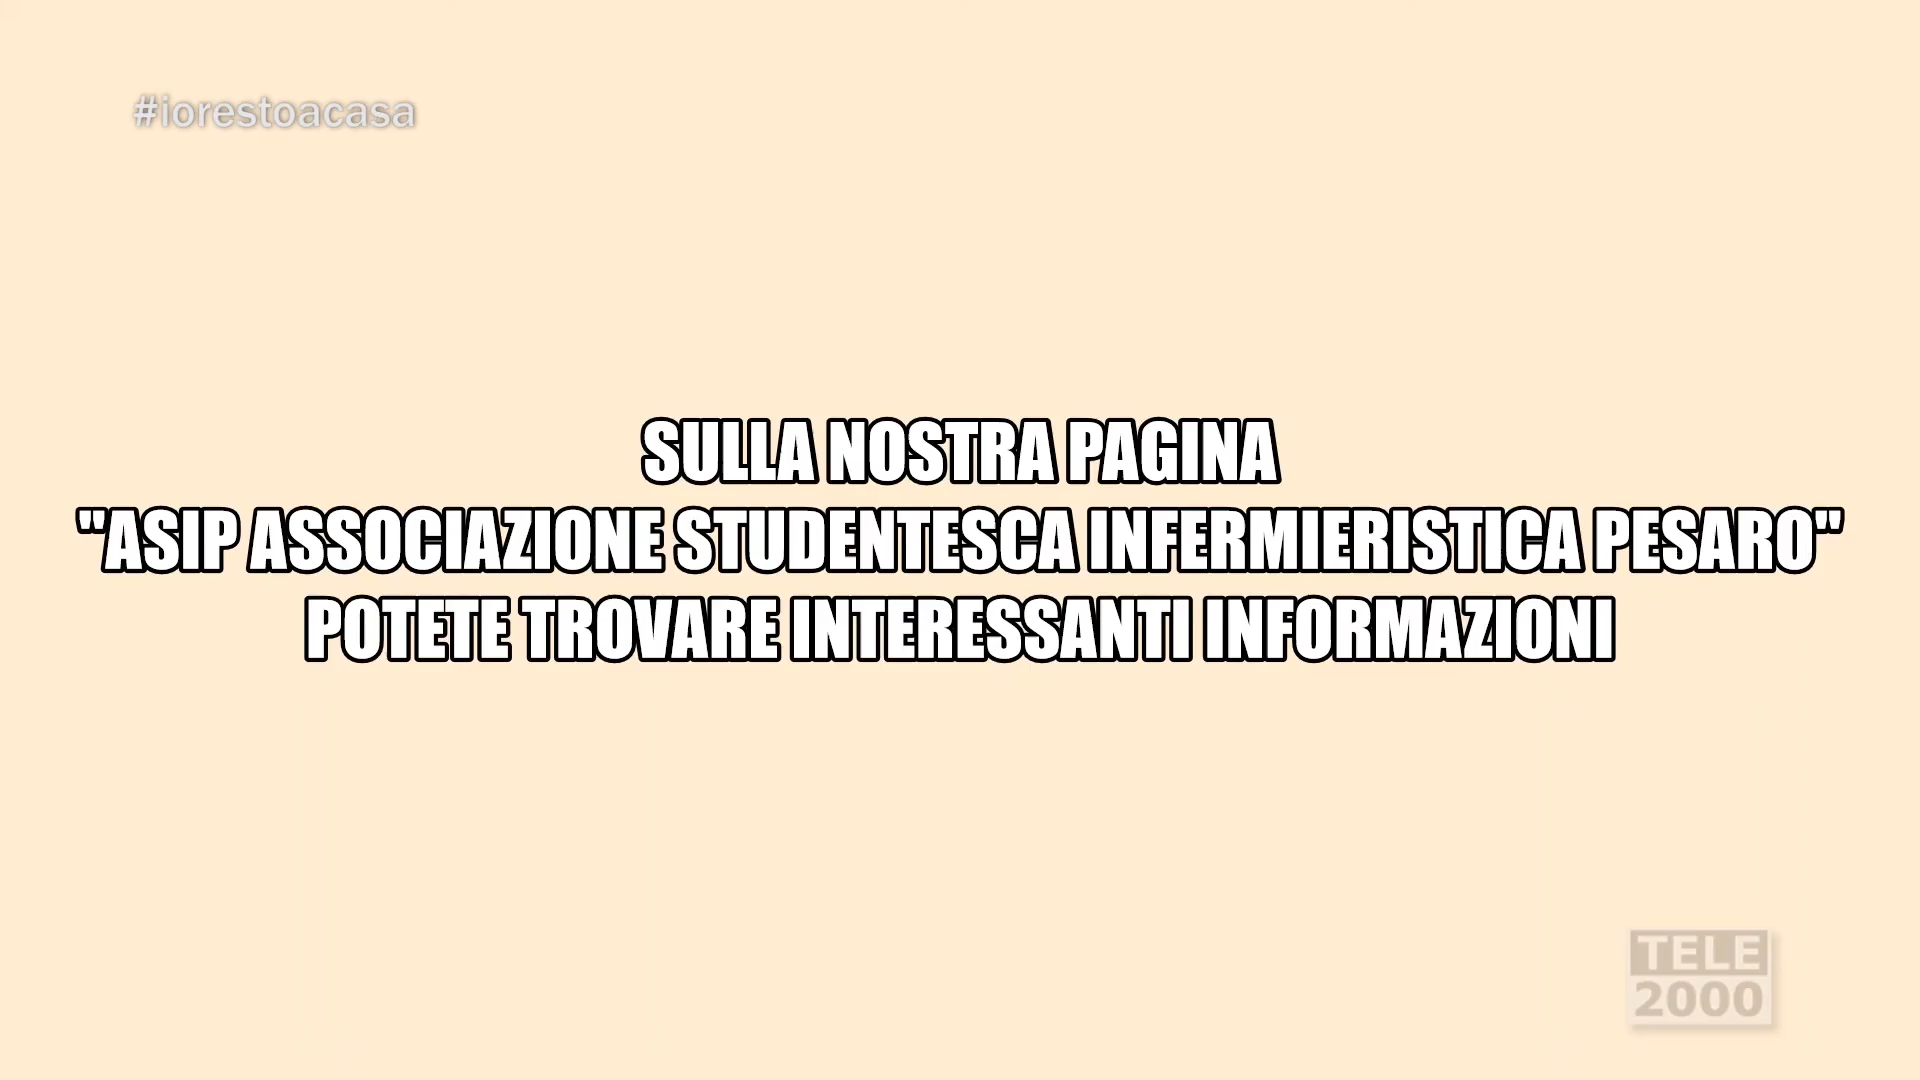 #iorestoacasa
SULLA NOSTRA PAGINA
"ASIP ASSOCIAZIONE STUDENTESCA INFERMIERISTICA PESARO"
POTETE TROVARE INTERESSANTI INFORMAZIONI
TELE
2000